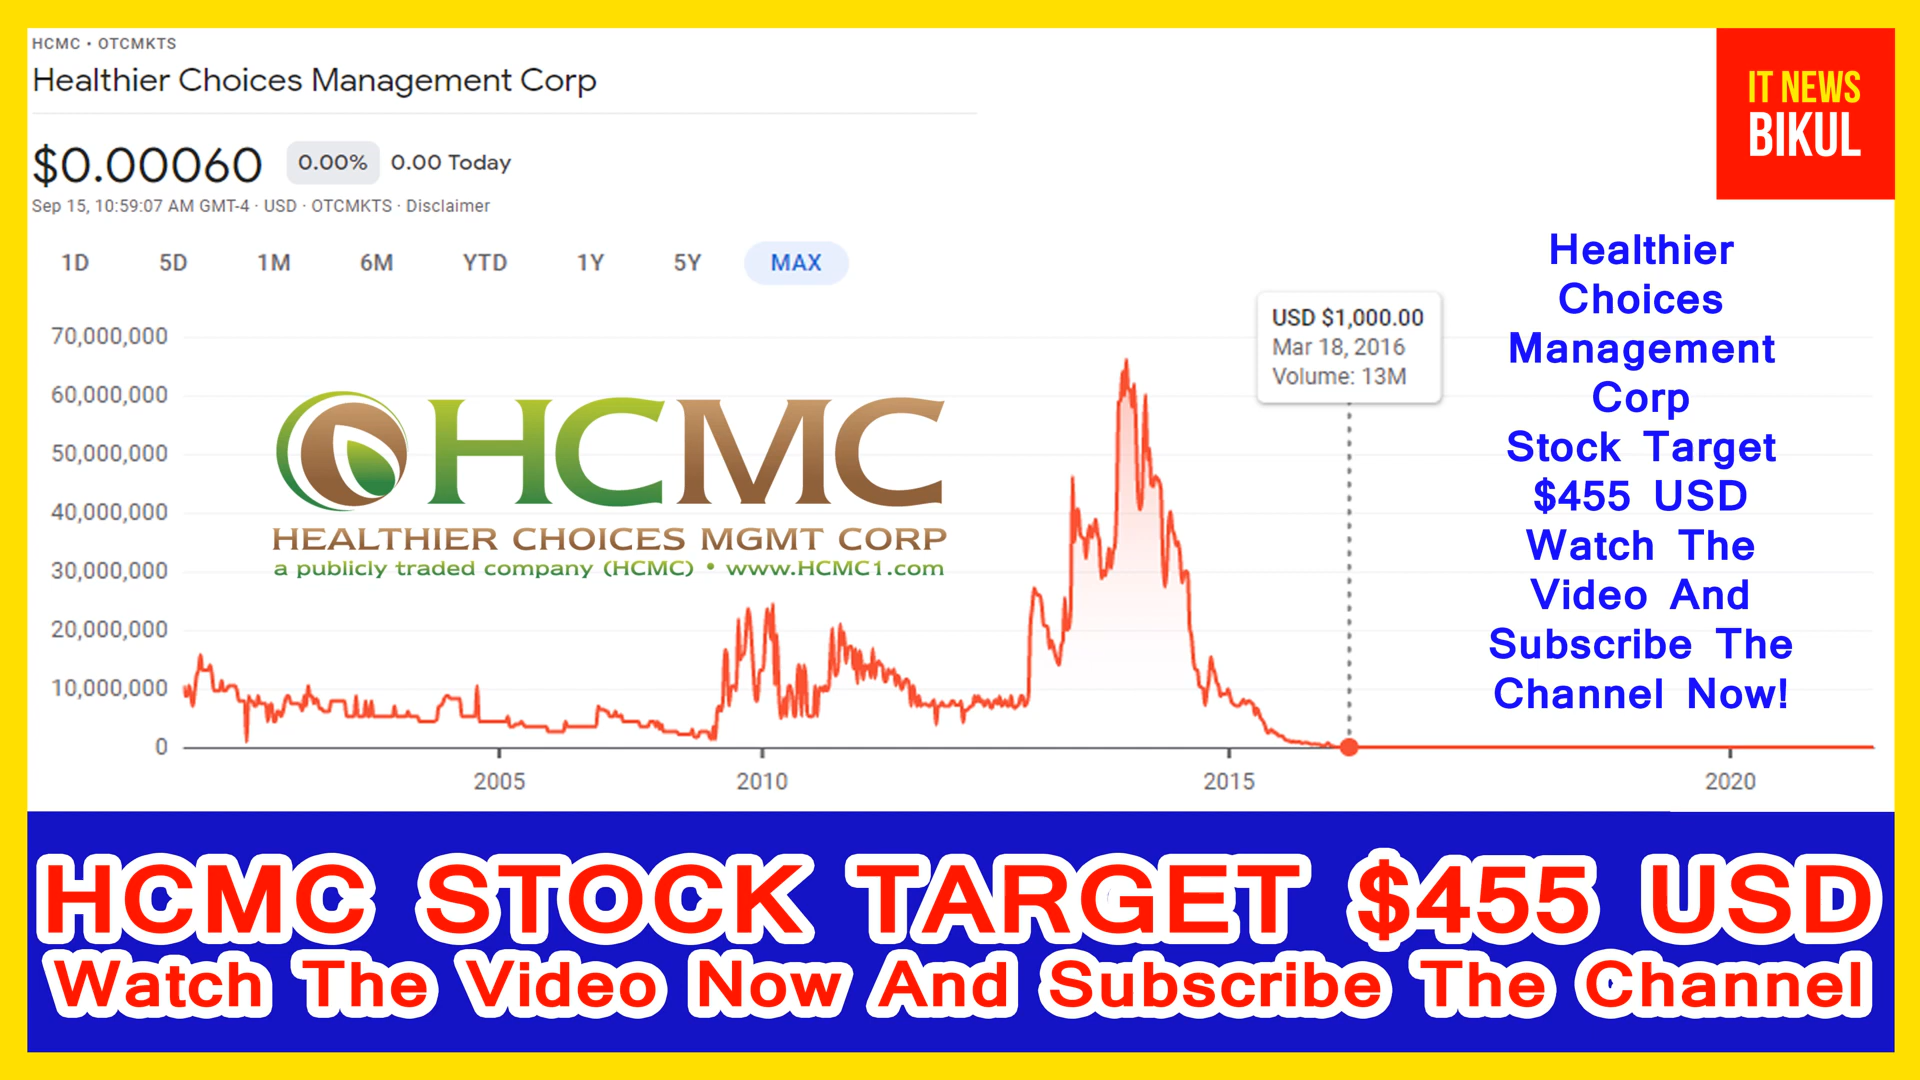 HCMC • OTCMKTS
Healthier Choices Management Corp
$0.00060 0.00% 0.00 Today
Sep 15, 10:59:07 AM GMT-4 · USD · OTCMKTS · Disclaimer
1D 5D 1M 6M YTD 1Y 5Y MAX
IT NEWS
BIKUL
70,000,000
60,000,000
50,000,000
40,000,000
30,000,000
20,000,000
10,000,000
0
2005 2010 2015 2020
USD $1,000.00
Mar 18, 2016
Volume: 13M
HCMC
HEALTHIER CHOICES MGMT CORP
a publicly traded company (HCMC) • www.HCMC1.com
Healthier
Choices
Management
Corp
Stock Target
$455 USD
Watch The
Video And
Subscribe The
Channel Now!
HCMC STOCK TARGET $455 USD
Watch The Video Now And Subscribe The Channel